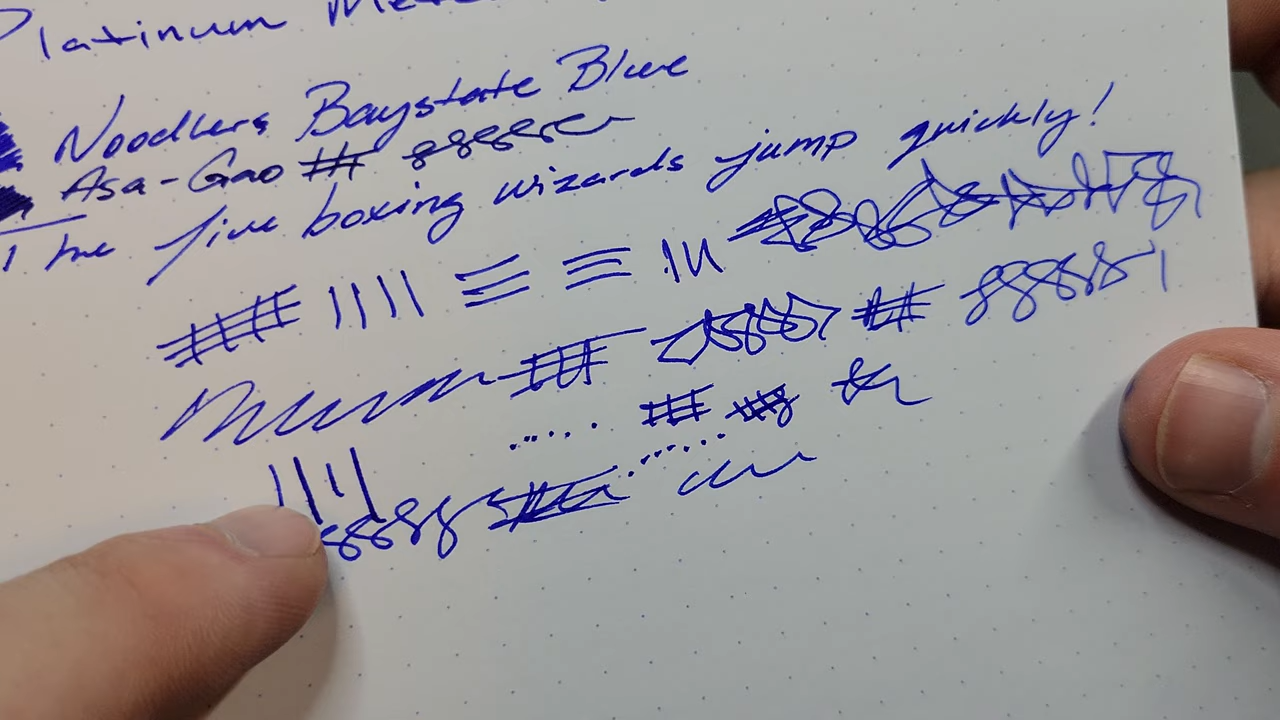 Platinum
Noodlers Baystate Blue
Asa-Gao
The five boxing wizards jump quickly!